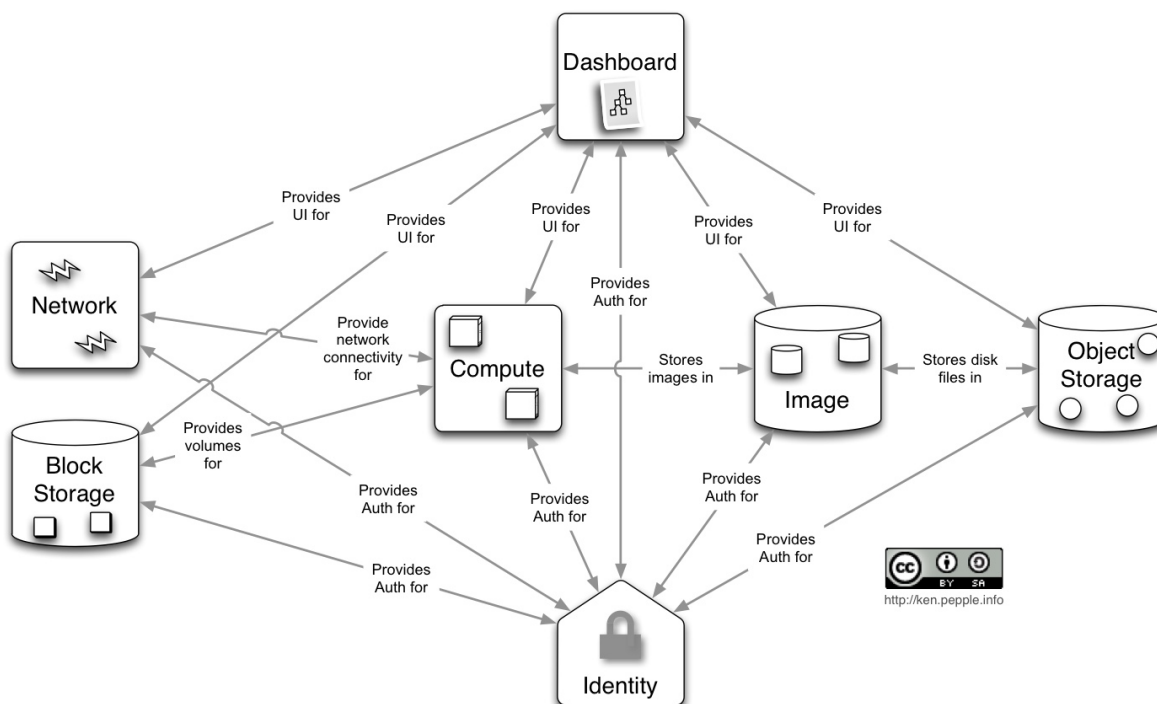 Dashboard
Provides
UI for
Provides
UI for
Provides
UI for
Provides
UI for
Provides
UI for
Provides
Auth for
Network
Provide
network
connectivity
for
Compute
Stores
images in
Image
Stores disk
files in
Object
Storage
Block
Storage
Provides
volumes
for
Provides
Auth for
Provides
Auth for
Provides
Auth for
Provides
Auth for
Provides
Auth for
Identity
cc
BY SA
http://ken.pepple.info